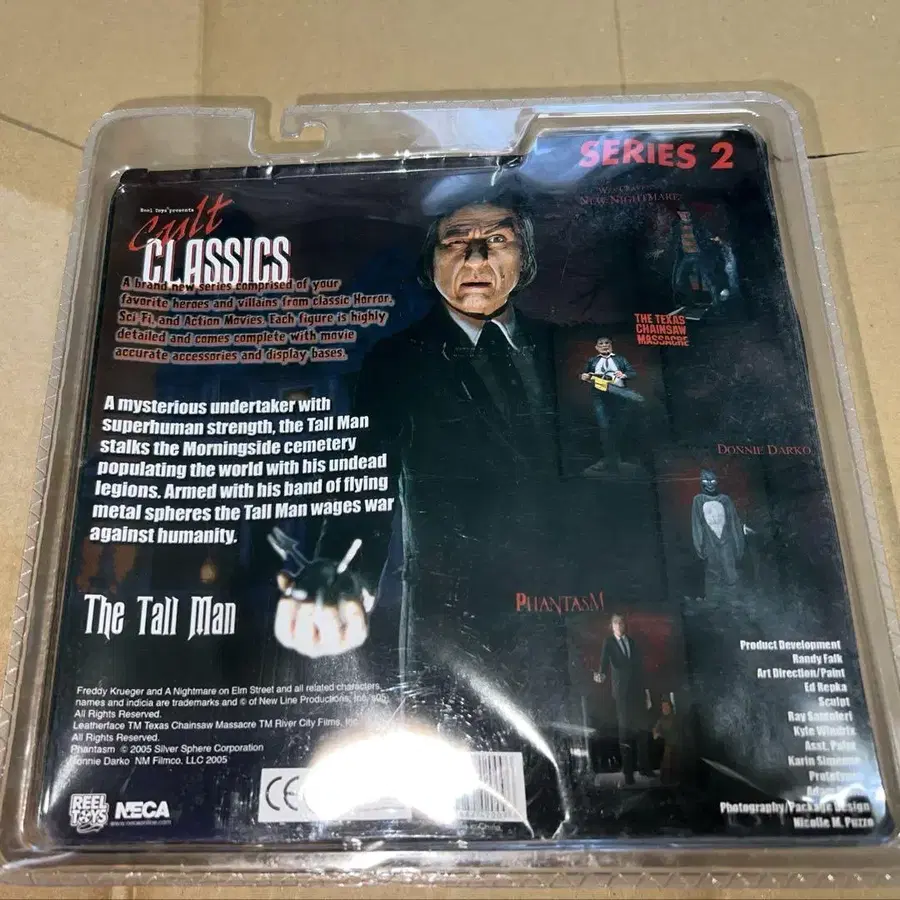 SERIES 2
Reel Toys presents
Cult
CLASSICS
A brand new series comprised of your
favorite heroes and villains from classic Horror,
Sci-Fi, and Action Movies. Each figure is highly
detailed and comes complete with movie
accurate accessories and display bases.
A mysterious undertaker with
superhuman strength, the Tall Man
stalks the Morningside cemetery
populating the world with his undead
legions. Armed with his band of flying
metal spheres the Tall Man wages war
against humanity.
The Tall Man
NEW NIGHTMARE
THE TEXAS
CHAINSAW
MASSACRE
DONNIE DARKO
PHANTASM
Freddy Krueger and A Nightmare on Elm Street and all related characters,
names and indicia are trademarks and © of New Line Productions, Inc.
All Rights Reserved.
Leatherface TM Texas Chainsaw Massacre TM River City Films, Inc.
All Rights Reserved.
Phantasm © 2005 Silver Sphere Corporation
Donnie Darko NM Filmco, LLC 2005
REEL
TOYS
NECA
www.necaonline.com
CE
Product Development
Randy Falk
Art Direction/Paint
Ed Repka
Sculpt
Kyle Windrix
Asst. Paint
Karin
Adam
Photography/Package Design
Nicolle M. Puzzo